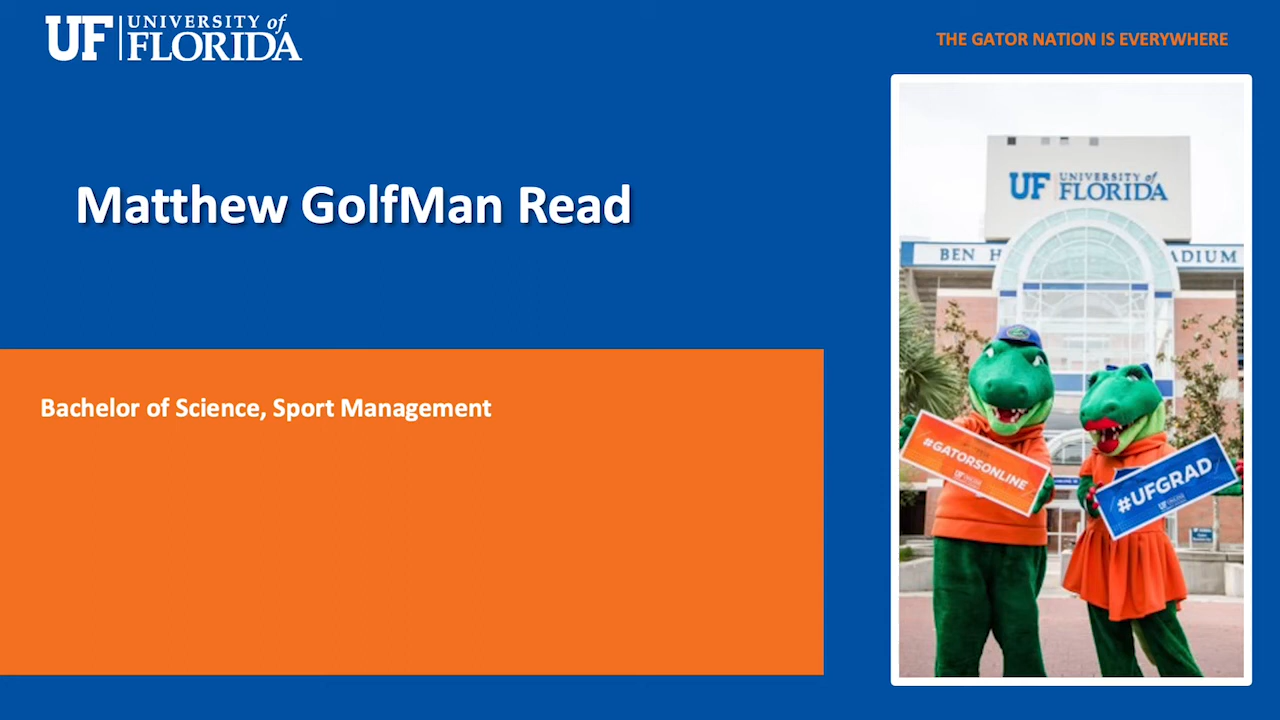 UF UNIVERSITY of
FLORIDA
THE GATOR NATION IS EVERYWHERE
Matthew GolfMan Read
Bachelor of Science, Sport Management
UF UNIVERSITY of
FLORIDA
BEN H
ADIUM
#GATORSONLINE
#UFGRAD